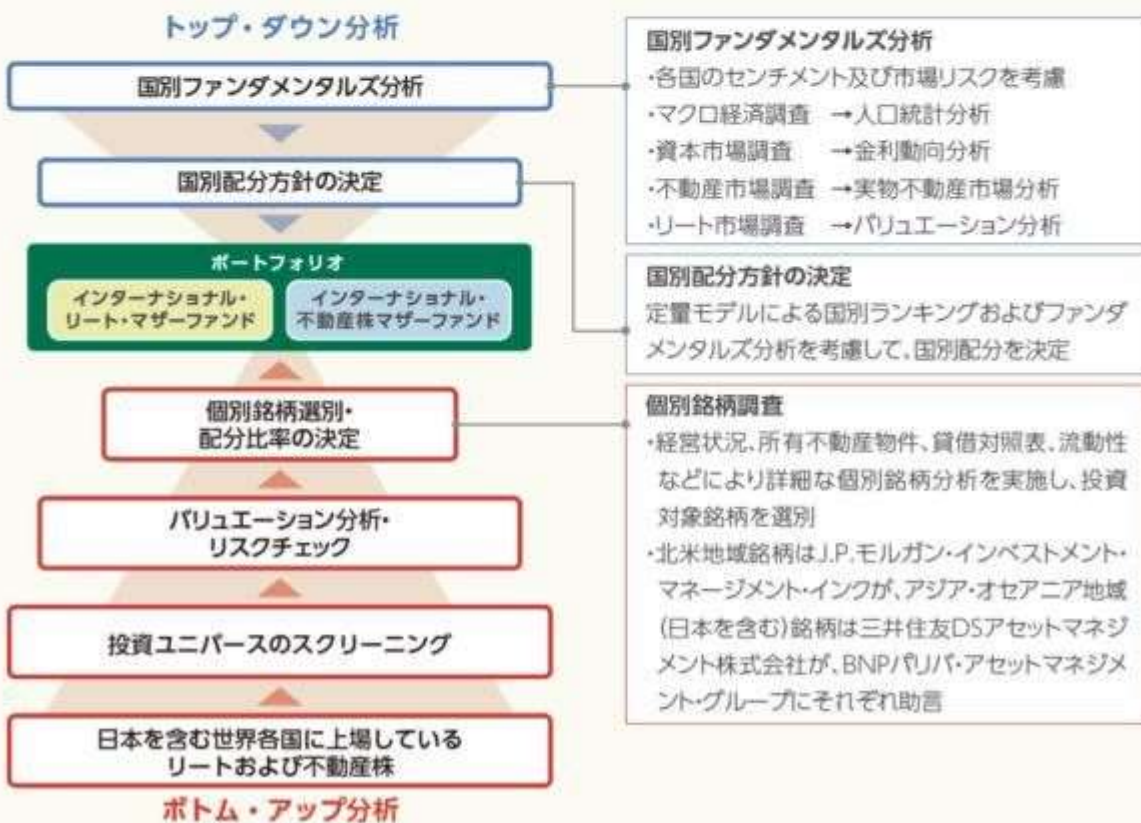 トップ・ダウン分析
国別ファンダメンタルズ分析
国別配分方針の決定
ポートフォリオ
インターナショナル・
リート・マザーファンド
インターナショナル・
不動産株マザーファンド
個別銘柄選別・
配分比率の決定
バリュエーション分析・
リスクチェック
投資ユニバースのスクリーニング
日本を含む世界各国に上場している
リートおよび不動産株
ボトム・アップ分析
国別ファンダメンタルズ分析
・各国のセンチメント及び市場リスクを考慮
・マクロ経済調査 →人口統計分析
・資本市場調査 →金利動向分析
・不動産市場調査 →実物不動産市場分析
・リート市場調査 →バリュエーション分析
国別配分方針の決定
定量モデルによる国別ランキングおよびファンダ
メンタルズ分析を考慮して、国別配分を決定
個別銘柄調査
・経営状況、所有不動産物件、貸借対照表、流動性
などにより詳細な個別銘柄分析を実施し、投資
対象銘柄を選別
・北米地域銘柄はJ.P.モルガン・インベストメント・
マネージメント・インクが、アジア・オセアニア地域
(日本を含む)銘柄は三井住友DSアセットマネジ
メント株式会社が、BNPパリバ・アセットマネジメ
ント・グループにそれぞれ助言